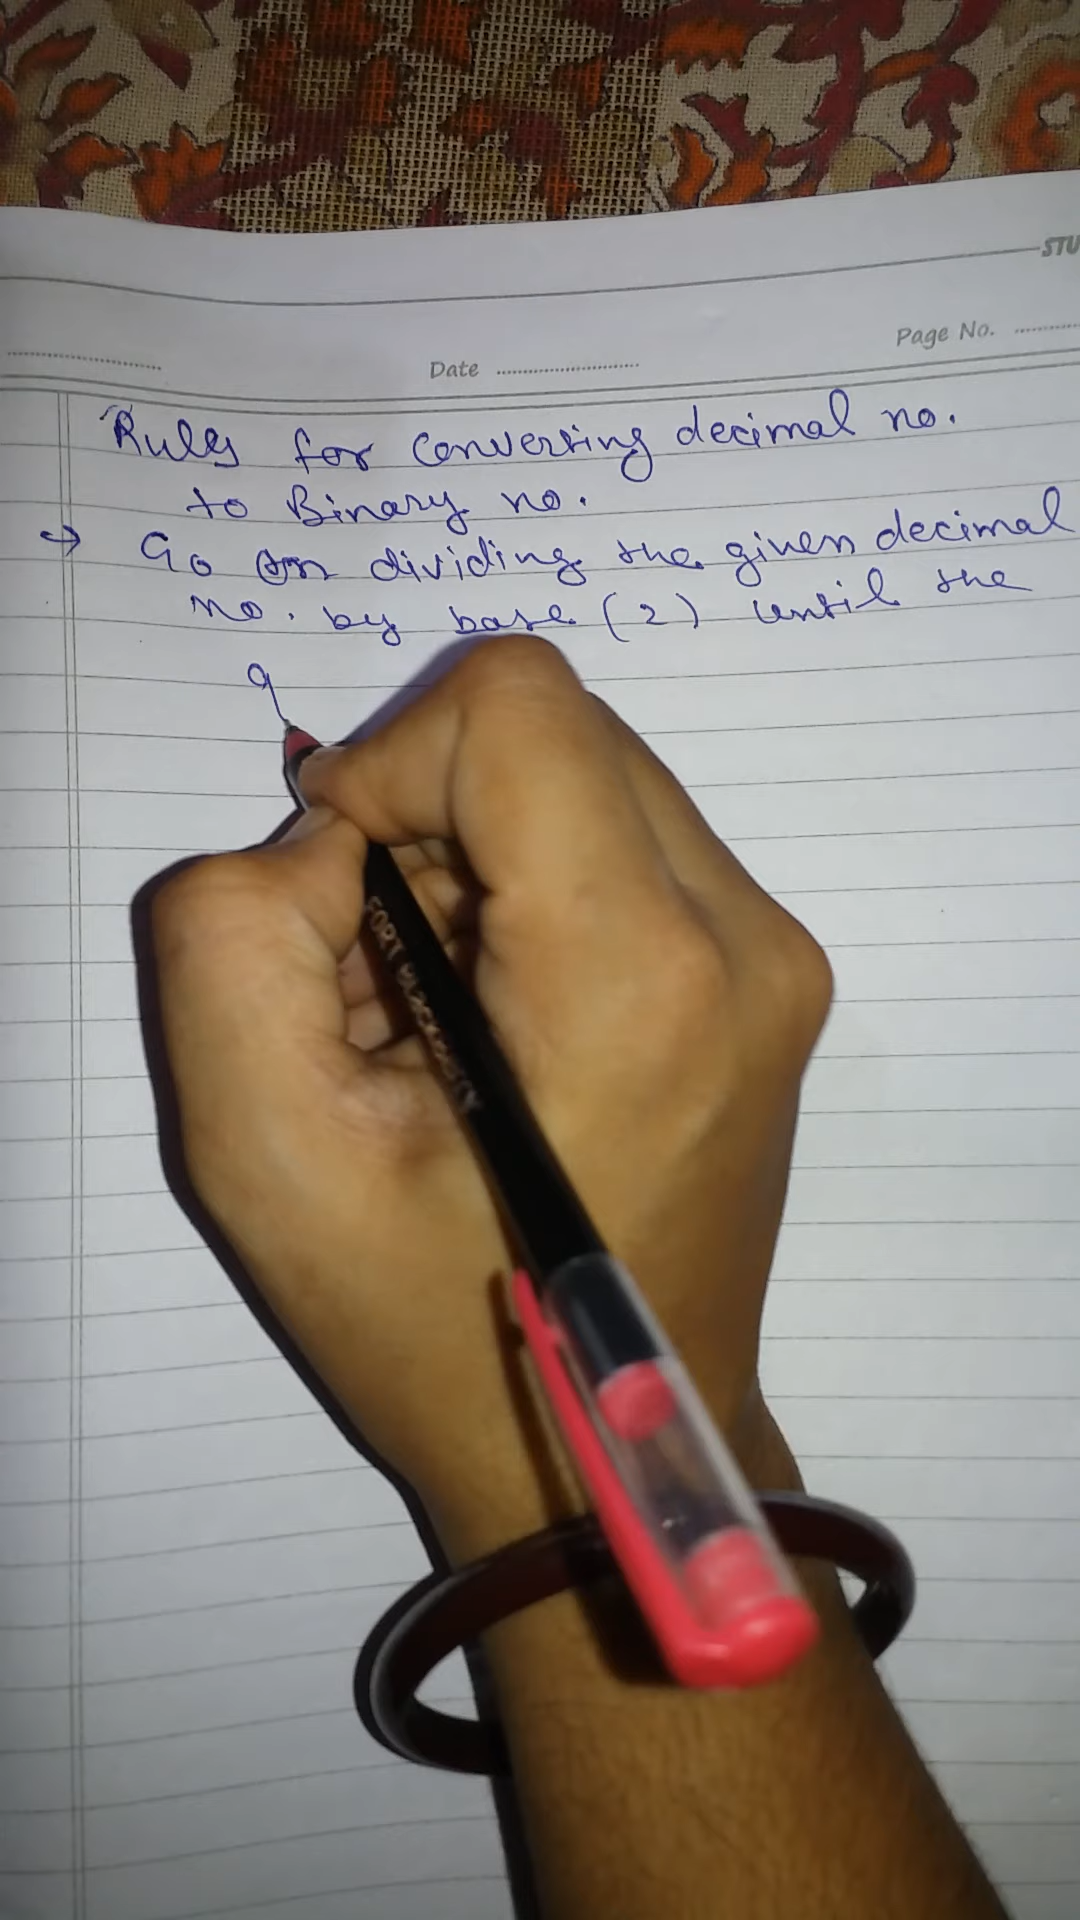 STU
Page No.
Date
Rules for converting decimal no.
to Binary no.
→ Go on dividing the given decimal
no. by base (2) until the
q